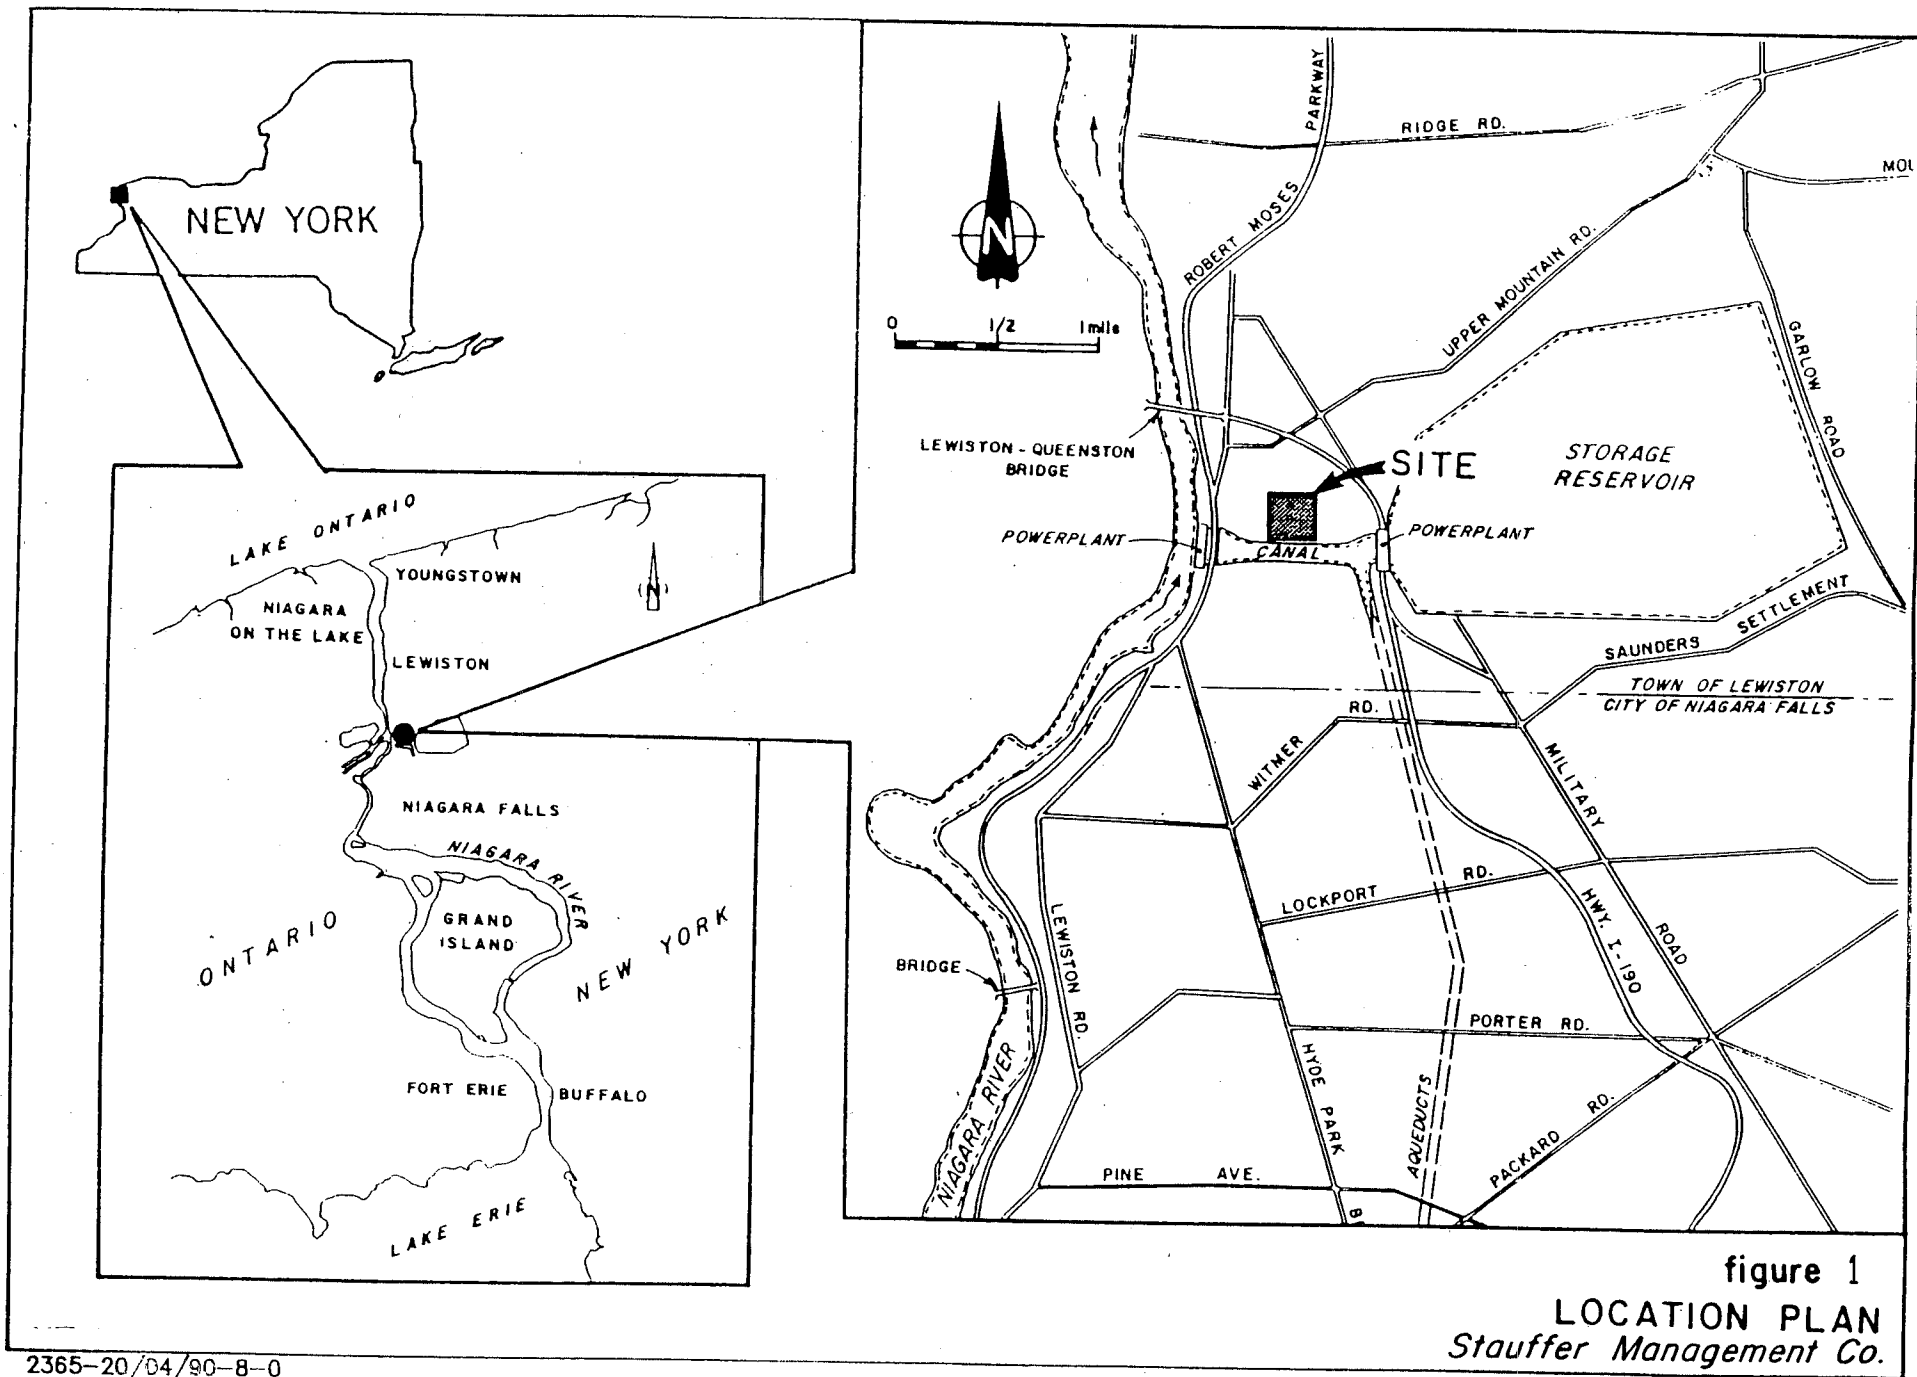 NEW YORK
LAKE ONTARIO
YOUNGSTOWN
NIAGARA
ON THE LAKE
N
LEWISTON
NIAGARA FALLS
NIAGARA RIVER
GRAND
ISLAND
ONTARIO
NEW YORK
FORT ERIE
BUFFALO
LAKE ERIE
N
0 1/2 1 mils
ROBERT MOSES PARKWAY
RIDGE RD.
UPPER MOUNTAIN RD.
GARLOW ROAD
LEWISTON - QUEENSTON
BRIDGE
SITE
STORAGE
RESERVOIR
POWERPLANT
CANAL
POWERPLANT
SAUNDERS SETTLEMENT
TOWN OF LEWISTON
CITY OF NIAGARA FALLS
WITMER RD.
MILITARY ROAD
LOCKPORT RD.
HWY. I-190
LEWISTON RD.
BRIDGE
PORTER RD.
NIAGARA RIVER
HYDE PARK
AQUEDUCTS
PACKARD RD.
PINE AVE.
figure 1
LOCATION PLAN
Stauffer Management Co.
2365-20/04/90-8-0